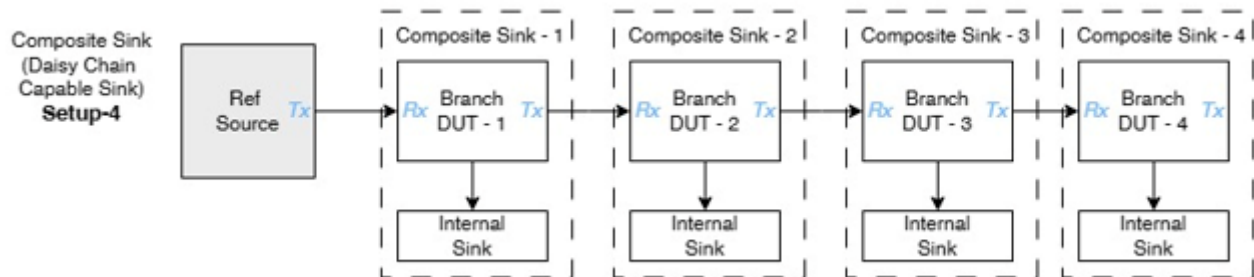 Composite Sink
(Daisy Chain
Capable Sink)
Setup-4
Ref
Source
Tx
Composite Sink - 1
Rx
Branch
DUT - 1
Tx
Internal
Sink
Composite Sink - 2
Rx
Branch
DUT - 2
Tx
Internal
Sink
Composite Sink - 3
Rx
Branch
DUT - 3
Tx
Internal
Sink
Composite Sink - 4
Rx
Branch
DUT - 4
Tx
Internal
Sink